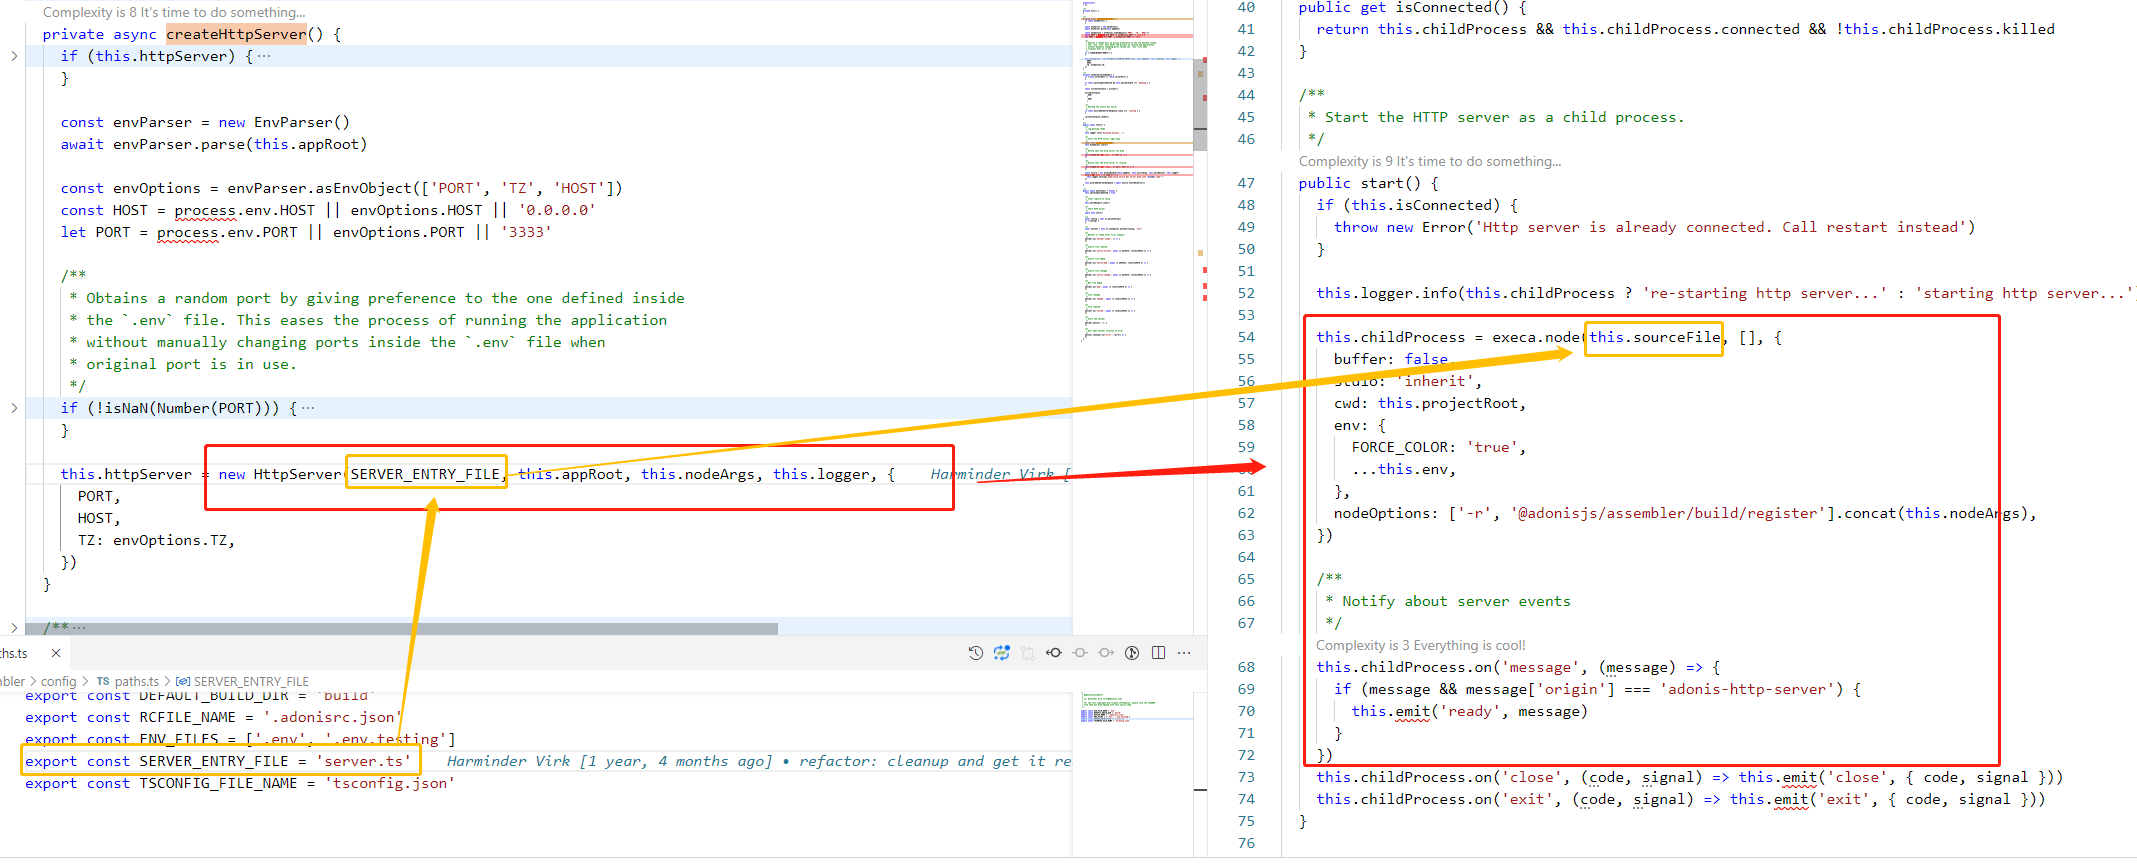 Complexity is 8 It's time to do something...
private async createHttpServer() {
if (this.httpServer) { ···
}
const envParser = new EnvParser()
await envParser.parse(this.appRoot)
const envOptions = envParser.asEnvObject(['PORT', 'TZ', 'HOST'])
const HOST = process.env.HOST || envOptions.HOST || '0.0.0.0'
let PORT = process.env.PORT || envOptions.PORT || '3333'
/**
* Obtains a random port by giving preference to the one defined inside
* the `.env` file. This eases the process of running the application
* without manually changing ports inside the `.env` file when
* original port is in use.
*/
if (!isNaN(Number(PORT))) { ···
}
this.httpServer = new HttpServer(SERVER_ENTRY_FILE, this.appRoot, this.nodeArgs, this.logger, { Harminder Virk [
PORT,
HOST,
TZ: envOptions.TZ,
})
}
/** ···
ths.ts ×
mbler > config > TS paths.ts > SERVER_ENTRY_FILE
export const DEFAULT_BUILD_DIR = 'build'
export const RCFILE_NAME = '.adonisrc.json'
export const ENV_FILES = ['.env', '.env.testing']
export const SERVER_ENTRY_FILE = 'server.ts' Harminder Virk [1 year, 4 months ago] • refactor: cleanup and get it re
export const TSCONFIG_FILE_NAME = 'tsconfig.json'
40 public get isConnected() {
41 return this.childProcess && this.childProcess.connected && !this.childProcess.killed
42 }
43
44 /**
45 * Start the HTTP server as a child process.
46 */
Complexity is 9 It's time to do something...
47 public start() {
48 if (this.isConnected) {
49 throw new Error('Http server is already connected. Call restart instead')
50 }
51
52 this.logger.info(this.childProcess ? 're-starting http server...' : 'starting http server...')
53
54 this.childProcess = execa.node(this.sourceFile, [], {
55 buffer: false,
56 stdio: 'inherit',
57 cwd: this.projectRoot,
58 env: {
59 FORCE_COLOR: 'true',
60 ...this.env,
61 },
62 nodeOptions: ['-r', '@adonisjs/assembler/build/register'].concat(this.nodeArgs),
63 })
64
65 /**
66 * Notify about server events
67 */
Complexity is 3 Everything is cool!
68 this.childProcess.on('message', (message) => {
69 if (message && message['origin'] === 'adonis-http-server') {
70 this.emit('ready', message)
71 }
72 })
73 this.childProcess.on('close', (code, signal) => this.emit('close', { code, signal }))
74 this.childProcess.on('exit', (code, signal) => this.emit('exit', { code, signal }))
75 }
76